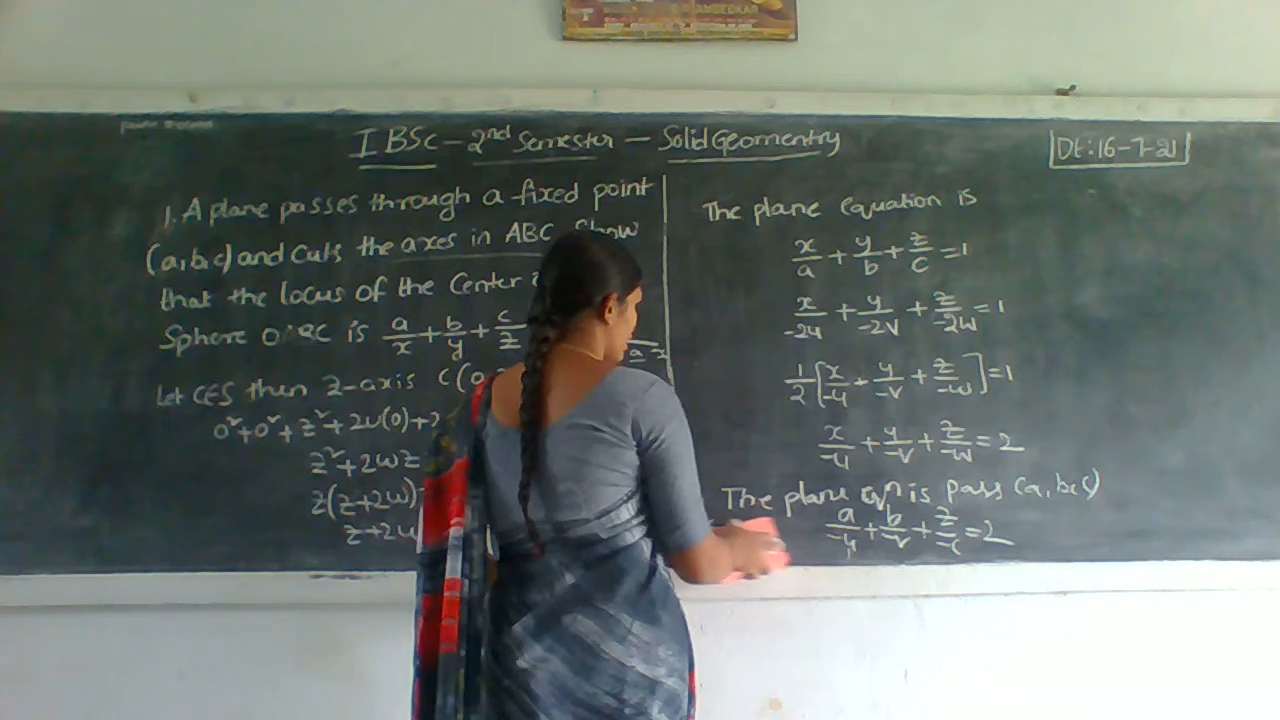 AMBEDKAR
I BSc - 2nd Semester - Solid Geomentry
Dt: 16-7-21
1. A plane passes through a fixed point
(a,b,c) and cuts the axes in ABC Show
that the locus of the Center
Sphere OABC is a/x + b/y + c/z
Let CES then z-axis C(0
0² + 0² + z² + 2u(0) + 2
z² + 2wz
z(z+2w)
z+2w
The plane equation is
x/a + y/b + z/c = 1
x/-2u + y/-2v + z/-2w = 1
1/2 [x/-u + y/-v + z/-w] = 1
x/-u + y/-v + z/-w = 2
The plane eqn is pass (a,b,c)
a/-u + b/-v + z/-c = 2